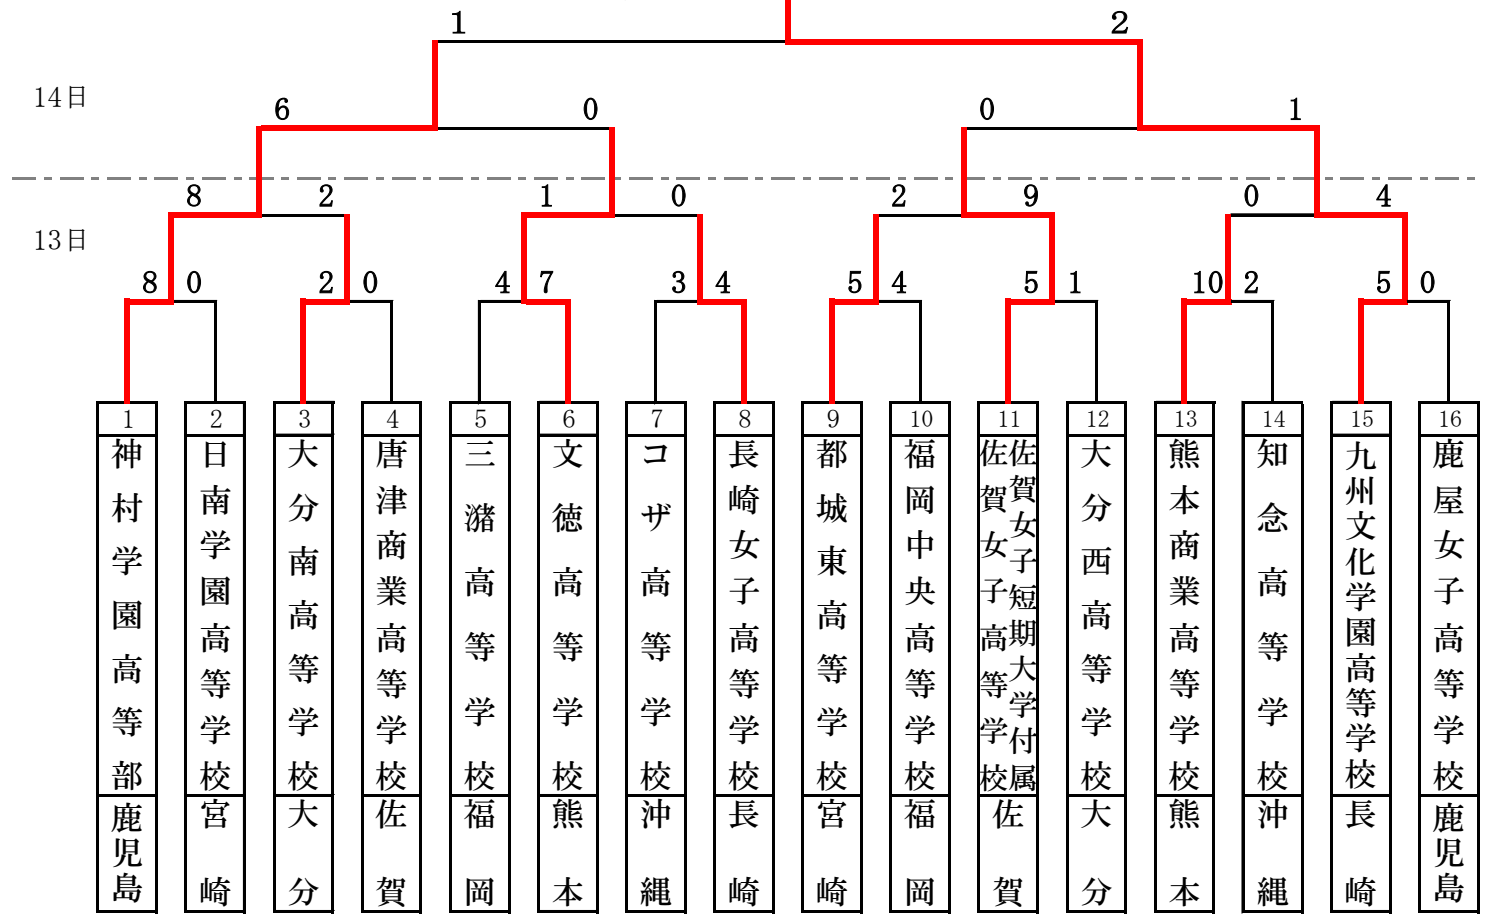 1 2
14日
6 0 0 1
8 2 1 0 2 9 0 4
13日
8 0 2 0 4 7 3 4 5 4 5 1 10 2 5 0
1 2 3 4 5 6 7 8 9 10 11 12 13 14 15 16
神村学園高等部
日南学園高等学校
大分南高等学校
唐津商業高等学校
三潴高等学校
文徳高等学校
コザ高等学校
長崎女子高等学校
都城東高等学校
福岡中央高等学校
佐賀女子短期大学付属
佐賀女子高等学校
大分西高等学校
熊本商業高等学校
知念高等学校
九州文化学園高等学校
鹿屋女子高等学校
鹿児島
宮崎
大分
佐賀
福岡
熊本
沖縄
長崎
宮崎
福岡
佐賀
大分
熊本
沖縄
長崎
鹿児島